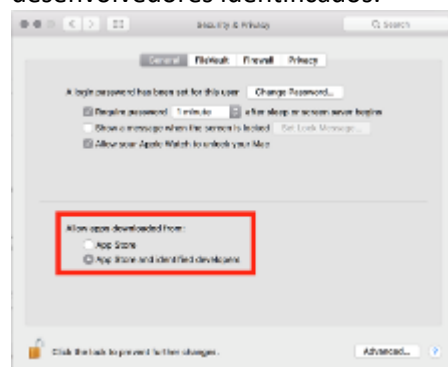 desenvolvedores identificados.
Security & Privacy
Search
General FileVault Firewall Privacy
A login password has been set for this user Change Password...
Require password 1 minute after sleep or screen saver begins
Show a message when the screen is locked Set Lock Message...
Allow your Apple Watch to unlock your Mac
Allow apps downloaded from:
App Store
App Store and identified developers
Click the lock to prevent further changes.
Advanced... ?